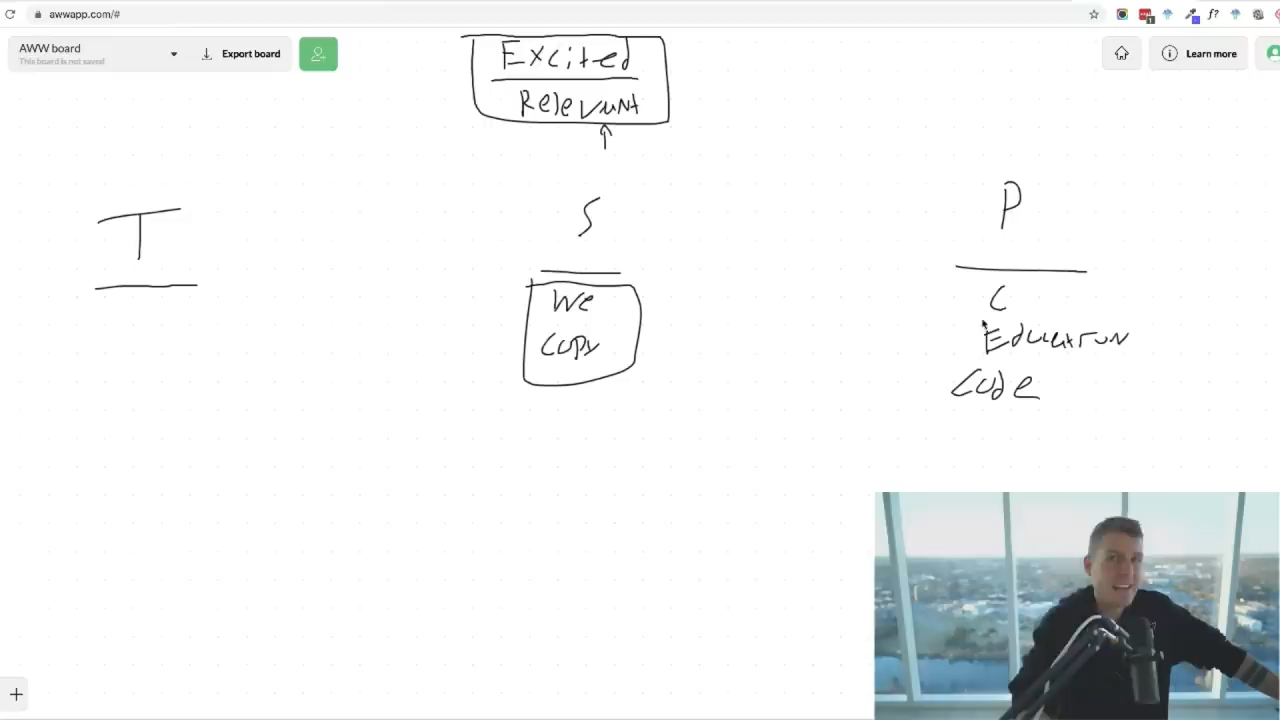 awwapp.com/#
AWW board
This board is not saved
Export board
Learn more
Excited
Relevant
T
S
P
We
Copy
C
Education
Code